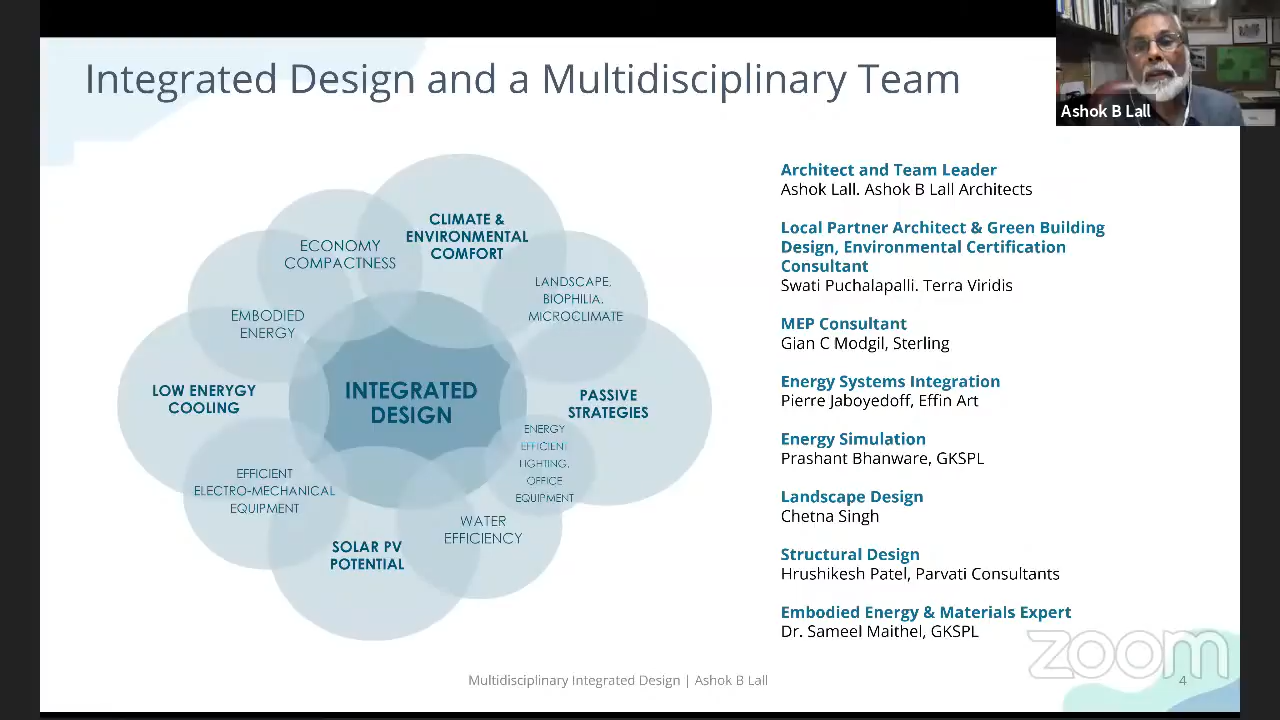 Integrated Design and a Multidisciplinary Team
Ashok B Lall
CLIMATE &
ENVIRONMENTAL
COMFORT
ECONOMY
COMPACTNESS
LANDSCAPE,
BIOPHILIA,
MICROCLIMATE
EMBODIED
ENERGY
LOW ENERYGY
COOLING
INTEGRATED
DESIGN
PASSIVE
STRATEGIES
ENERGY
EFFICIENT
LIGHTING,
OFFICE
EQUIPMENT
EFFICIENT
ELECTRO-MECHANICAL
EQUIPMENT
WATER
EFFICIENCY
SOLAR PV
POTENTIAL
Architect and Team Leader
Ashok Lall. Ashok B Lall Architects
Local Partner Architect & Green Building
Design, Environmental Certification
Consultant
Swati Puchalapalli. Terra Viridis
MEP Consultant
Gian C Modgil, Sterling
Energy Systems Integration
Pierre Jaboyedoff, Effin Art
Energy Simulation
Prashant Bhanware, GKSPL
Landscape Design
Chetna Singh
Structural Design
Hrushikesh Patel, Parvati Consultants
Embodied Energy & Materials Expert
Dr. Sameel Maithel, GKSPL
zoom
Multidisciplinary Integrated Design | Ashok B Lall
4